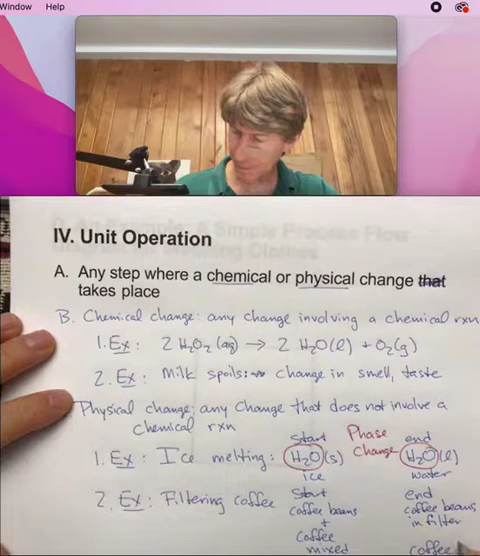 Window Help
IV. Unit Operation
A. Any step where a chemical or physical change that
takes place
B. Chemical change: any change involving a chemical rxn
1. Ex: 2 H₂O₂ (aq) → 2 H₂O(l) + O₂(g)
2. Ex: Milk spoils: change in smell, taste
Physical change: any change that does not involve a
chemical rxn
start Phase end
1. Ex: Ice melting: H₂O(s) Change H₂O(l)
ice water
2. Ex: Filtering coffee Start end
coffee beans coffee beans
+ in filter
coffee
mixed coffee